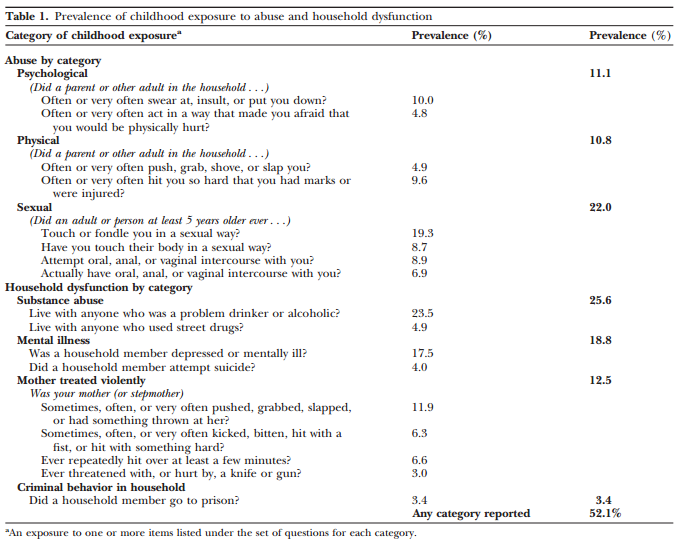 Table 1. Prevalence of childhood exposure to abuse and household dysfunction
Category of childhood exposureᵃ Prevalence (%) Prevalence (%)
Abuse by category
Psychological 11.1
(Did a parent or other adult in the household . . .)
Often or very often swear at, insult, or put you down? 10.0
Often or very often act in a way that made you afraid that 4.8
you would be physically hurt?
Physical 10.8
(Did a parent or other adult in the household . . .)
Often or very often push, grab, shove, or slap you? 4.9
Often or very often hit you so hard that you had marks or 9.6
were injured?
Sexual 22.0
(Did an adult or person at least 5 years older ever . . .)
Touch or fondle you in a sexual way? 19.3
Have you touch their body in a sexual way? 8.7
Attempt oral, anal, or vaginal intercourse with you? 8.9
Actually have oral, anal, or vaginal intercourse with you? 6.9
Household dysfunction by category
Substance abuse 25.6
Live with anyone who was a problem drinker or alcoholic? 23.5
Live with anyone who used street drugs? 4.9
Mental illness 18.8
Was a household member depressed or mentally ill? 17.5
Did a household member attempt suicide? 4.0
Mother treated violently 12.5
Was your mother (or stepmother)
Sometimes, often, or very often pushed, grabbed, slapped, 11.9
or had something thrown at her?
Sometimes, often, or very often kicked, bitten, hit with a 6.3
fist, or hit with something hard?
Ever repeatedly hit over at least a few minutes? 6.6
Ever threatened with, or hurt by, a knife or gun? 3.0
Criminal behavior in household
Did a household member go to prison? 3.4 3.4
Any category reported 52.1%
ᵃAn exposure to one or more items listed under the set of questions for each category.